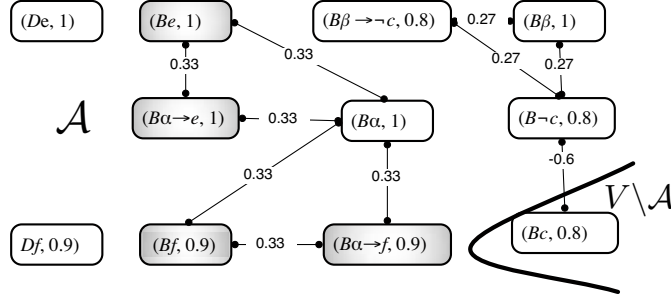 (De, 1) (Be, 1) (Bβ →¬c, 0.8) 0.27 (Bβ, 1)
0.33 0.27 0.27
0.33
𝒜 (Bα→e, 1) 0.33 (Bα, 1) (B¬c, 0.8)
-0.6
0.33 0.33
V\𝒜
Df, 0.9) (Bf, 0.9) 0.33 (Bα→f, 0.9) (Bc, 0.8)